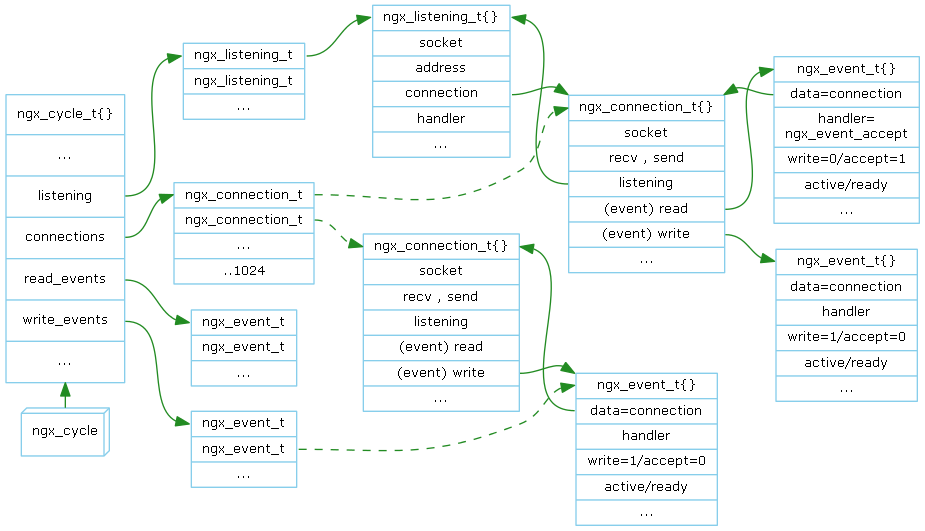 ngx_cycle_t{}
...
listening
connections
read_events
write_events
...
ngx_cycle
ngx_listening_t
ngx_listening_t
...
ngx_connection_t
ngx_connection_t
...
..1024
ngx_event_t
ngx_event_t
...
ngx_event_t
ngx_event_t
...
ngx_listening_t{}
socket
address
connection
handler
...
ngx_connection_t{}
socket
recv , send
listening
(event) read
(event) write
...
ngx_connection_t{}
socket
recv , send
listening
(event) read
(event) write
...
ngx_event_t{}
data=connection
handler
write=1/accept=0
active/ready
...
ngx_event_t{}
data=connection
handler=
ngx_event_accept
write=0/accept=1
active/ready
...
ngx_event_t{}
data=connection
handler
write=1/accept=0
active/ready
...